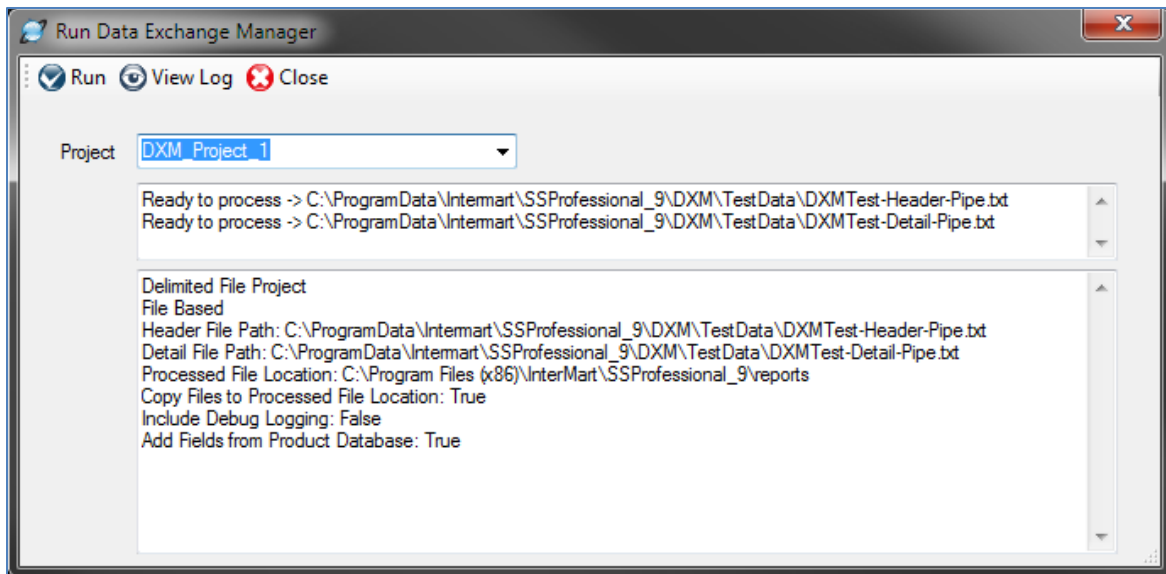 Run Data Exchange Manager
Run View Log Close
Project DXM_Project_1
Ready to process -> C:\ProgramData\Intermart\SSProfessional_9\DXM\TestData\DXMTest-Header-Pipe.txt
Ready to process -> C:\ProgramData\Intermart\SSProfessional_9\DXM\TestData\DXMTest-Detail-Pipe.txt
Delimited File Project
File Based
Header File Path: C:\ProgramData\Intermart\SSProfessional_9\DXM\TestData\DXMTest-Header-Pipe.txt
Detail File Path: C:\ProgramData\Intermart\SSProfessional_9\DXM\TestData\DXMTest-Detail-Pipe.txt
Processed File Location: C:\Program Files (x86)\InterMart\SSProfessional_9\reports
Copy Files to Processed File Location: True
Include Debug Logging: False
Add Fields from Product Database: True